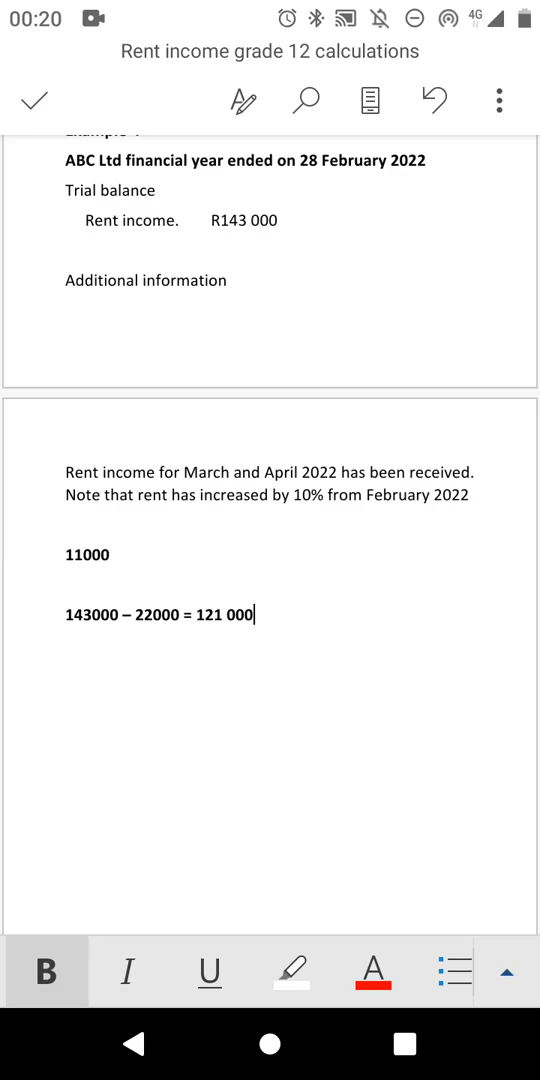 00:20
4G
Rent income grade 12 calculations
ABC Ltd financial year ended on 28 February 2022
Trial balance
Rent income. R143 000
Additional information
Rent income for March and April 2022 has been received.
Note that rent has increased by 10% from February 2022
11000
143000 – 22000 = 121 000
B I U A